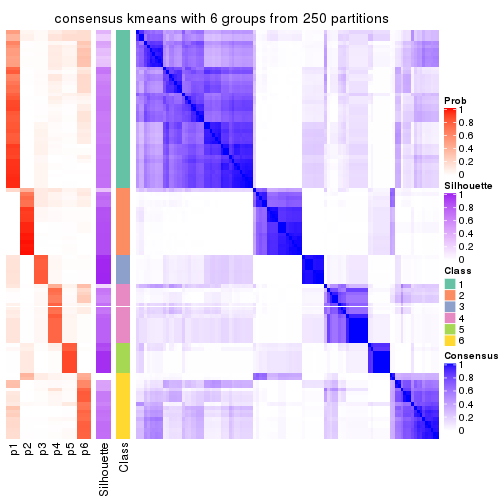 consensus kmeans with 6 groups from 250 partitions
Prob
1
0.8
0.6
0.4
0.2
0
Silhouette
1
0.8
0.6
0.4
0.2
0
Class
1
2
3
4
5
6
Consensus
1
0.8
0.6
0.4
0.2
0
p1
p2
p3
p4
p5
p6
Silhouette
Class